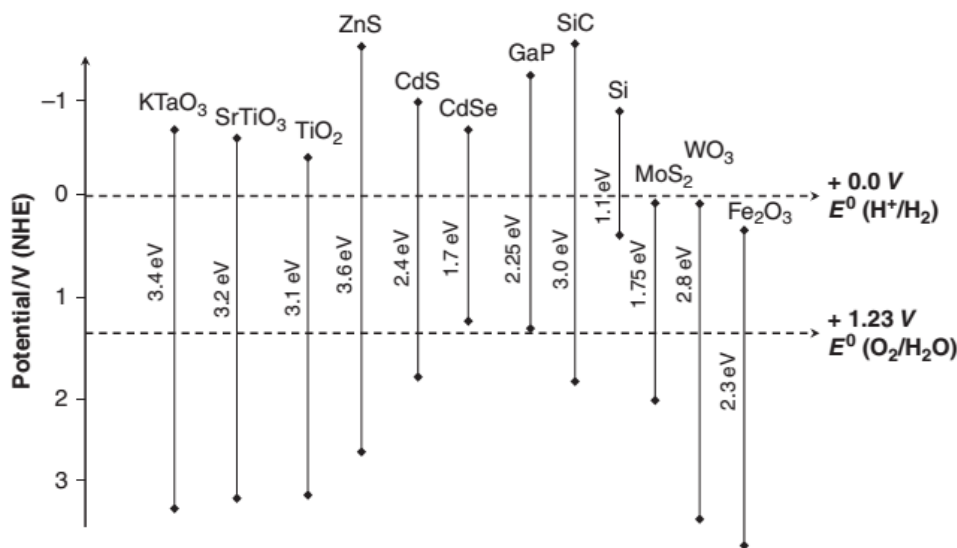 ZnS
SiC
GaP
CdS
Si
CdSe
KTaO₃
SrTiO₃
TiO₂
WO₃
MoS₂
Fe₂O₃
Potential/V (NHE)
–1
0
1
2
3
3.4 eV
3.2 eV
3.1 eV
3.6 eV
2.4 eV
1.7 eV
2.25 eV
3.0 eV
1.1 eV
1.75 eV
2.8 eV
2.3 eV
+ 0.0 V
E⁰ (H⁺/H₂)
+ 1.23 V
E⁰ (O₂/H₂O)